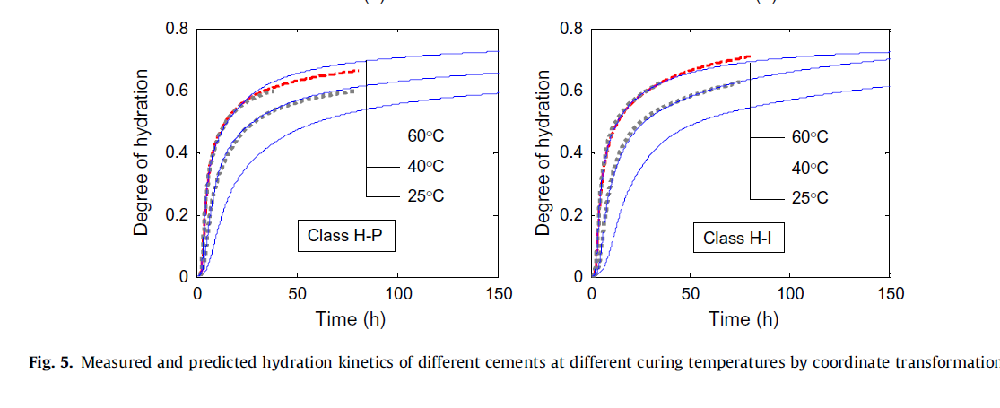 0.8
0.6
0.4
0.2
0
0
50
100
150
Degree of hydration
Time (h)
60°C
40°C
25°C
Class H-P
0.8
0.6
0.4
0.2
0
0
50
100
150
Degree of hydration
Time (h)
60°C
40°C
25°C
Class H-I
Fig. 5. Measured and predicted hydration kinetics of different cements at different curing temperatures by coordinate transformation